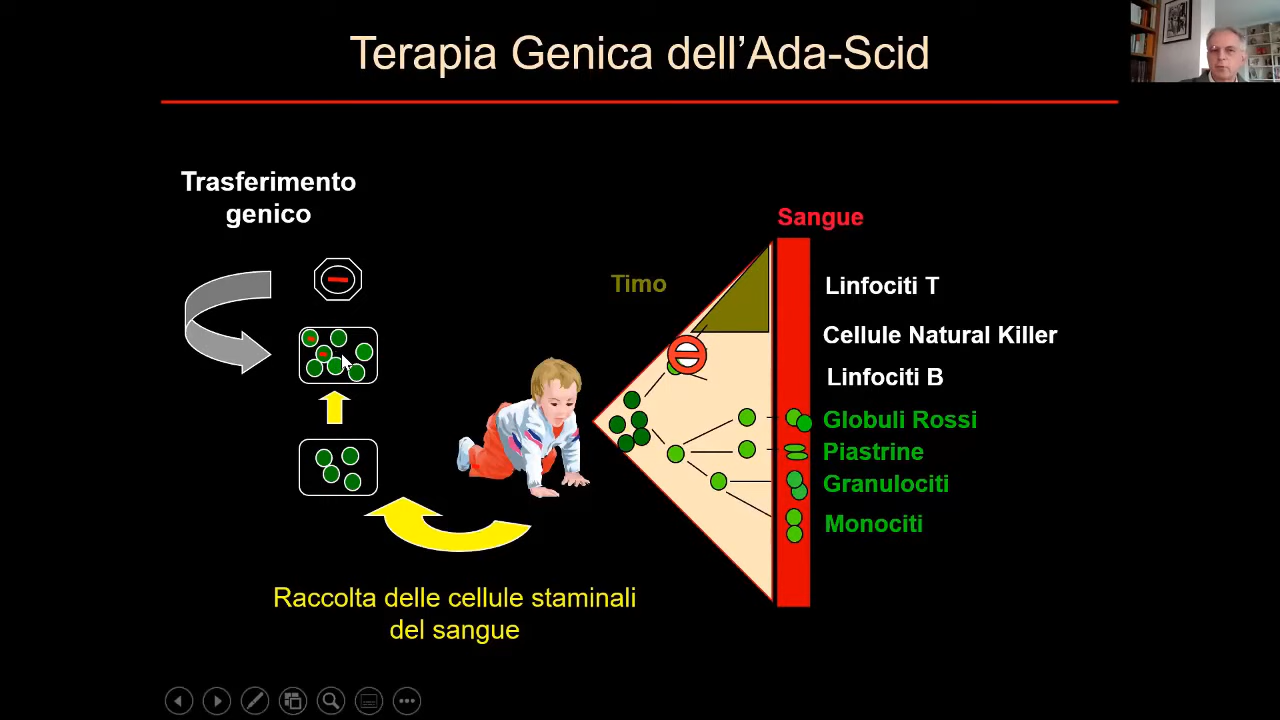 Terapia Genica dell’Ada-Scid
Trasferimento
genico
Sangue
Timo
Linfociti T
Cellule Natural Killer
Linfociti B
Globuli Rossi
Piastrine
Granulociti
Monociti
Raccolta delle cellule staminali
del sangue